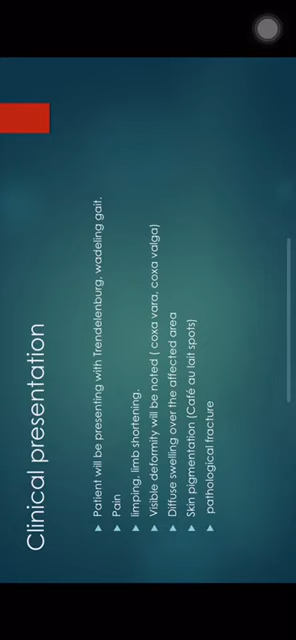 Clinical presentation
Patient will be presenting with Trendelenburg, wadeling gait.
Pain
limping, limb shortening.
Visible deformity will be noted ( coxa vara, coxa valga)
Diffuse swelling over the affected area
Skin pigmentation (Café au lait spots)
pathological fracture